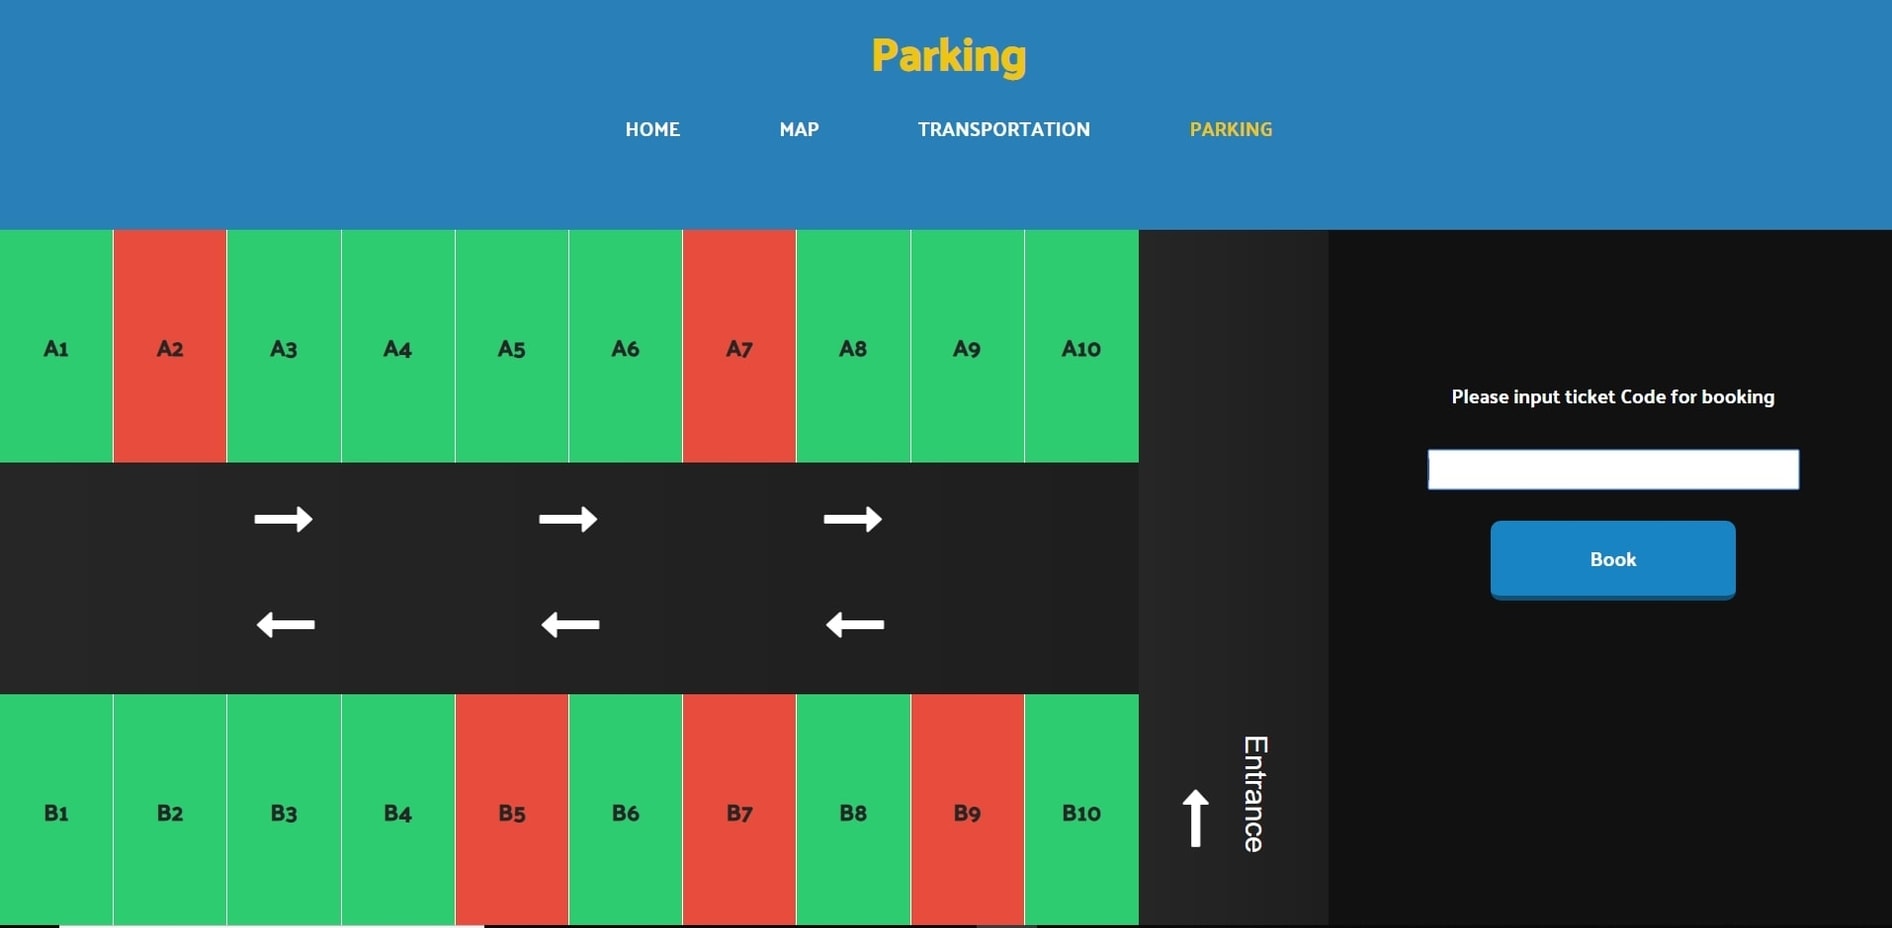 Parking
HOME MAP TRANSPORTATION PARKING
A1 A2 A3 A4 A5 A6 A7 A8 A9 A10
Please input ticket Code for booking
Book
Entrance
B1 B2 B3 B4 B5 B6 B7 B8 B9 B10